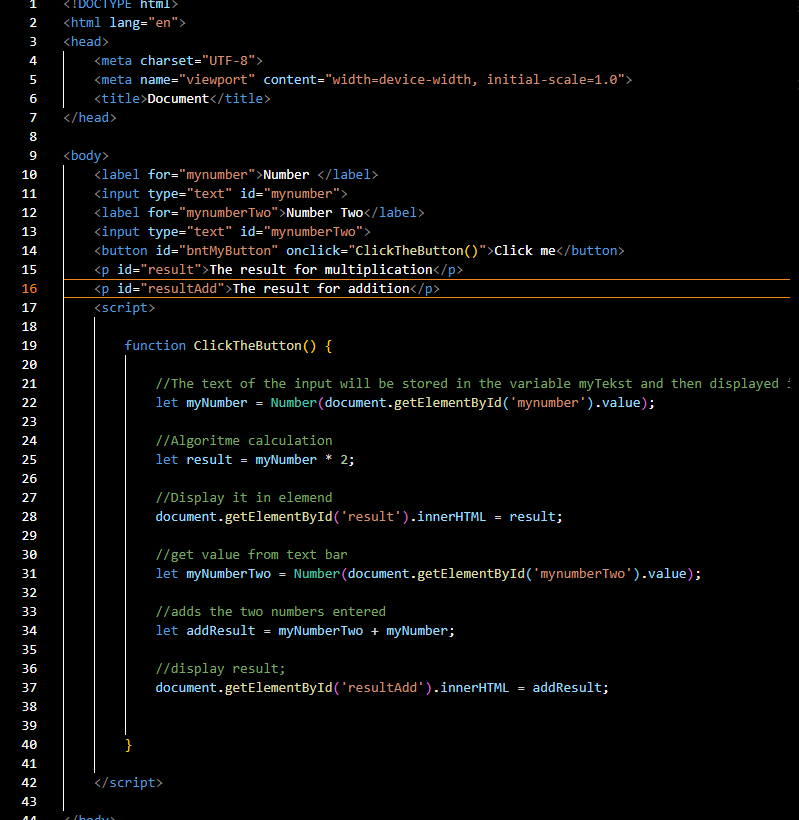 1 <!DOCTYPE html>
2 <html lang="en">
3 <head>
4 <meta charset="UTF-8">
5 <meta name="viewport" content="width=device-width, initial-scale=1.0">
6 <title>Document</title>
7 </head>
8
9 <body>
10 <label for="mynumber">Number </label>
11 <input type="text" id="mynumber">
12 <label for="mynumberTwo">Number Two</label>
13 <input type="text" id="mynumberTwo">
14 <button id="bntMyButton" onclick="ClickTheButton()">Click me</button>
15 <p id="result">The result for multiplication</p>
16 <p id="resultAdd">The result for addition</p>
17 <script>
18
19 function ClickTheButton() {
20
21 //The text of the input will be stored in the variable myTekst and then displayed
22 let myNumber = Number(document.getElementById('mynumber').value);
23
24 //Algoritme calculation
25 let result = myNumber * 2;
26
27 //Display it in elemend
28 document.getElementById('result').innerHTML = result;
29
30 //get value from text bar
31 let myNumberTwo = Number(document.getElementById('mynumberTwo').value);
32
33 //adds the two numbers entered
34 let addResult = myNumberTwo + myNumber;
35
36 //display result;
37 document.getElementById('resultAdd').innerHTML = addResult;
38
39
40 }
41
42 </script>
43
44 </body>